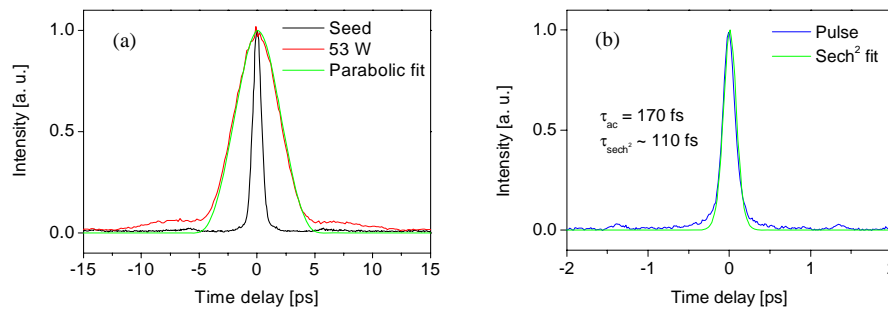 (a)
Seed
53 W
Parabolic fit
Intensity [a. u.]
1.0
0.5
0.0
-15 -10 -5 0 5 10 15
Time delay [ps]
(b)
Pulse
Sech² fit
τac = 170 fs
τsech² ~ 110 fs
Intensity [a. u.]
1.0
0.5
0.0
-2 -1 0 1 2
Time delay [ps]